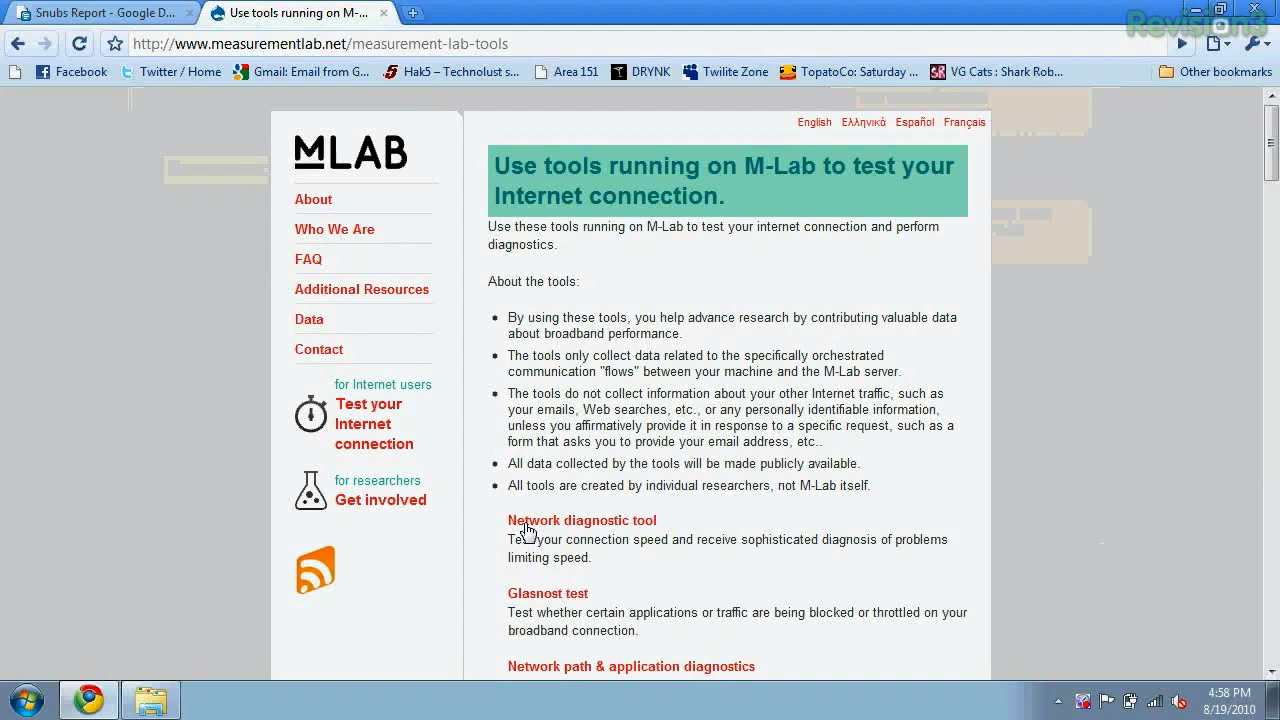 Snubs Report - Google D...
Use tools running on M-...
Revision3
http://www.measurementlab.net/measurement-lab-tools
Facebook
Twitter / Home
Gmail: Email from G...
Hak5 – Technolust s...
Area 151
DRYNK
Twilite Zone
TopatoCo: Saturday ...
VG Cats : Shark Rob...
Other bookmarks
English Ελληνικά Español Français
MLAB
About
Who We Are
FAQ
Additional Resources
Data
Contact
for Internet users
Test your
Internet
connection
for researchers
Get involved
Use tools running on M-Lab to test your
Internet connection.
Use these tools running on M-Lab to test your internet connection and perform
diagnostics.
About the tools:
By using these tools, you help advance research by contributing valuable data
about broadband performance.
The tools only collect data related to the specifically orchestrated
communication "flows" between your machine and the M-Lab server.
The tools do not collect information about your other Internet traffic, such as
your emails, Web searches, etc., or any personally identifiable information,
unless you affirmatively provide it in response to a specific request, such as a
form that asks you to provide your email address, etc..
All data collected by the tools will be made publicly available.
All tools are created by individual researchers, not M-Lab itself.
Network diagnostic tool
Test your connection speed and receive sophisticated diagnosis of problems
limiting speed.
Glasnost test
Test whether certain applications or traffic are being blocked or throttled on your
broadband connection.
Network path & application diagnostics
4:58 PM
8/19/2010